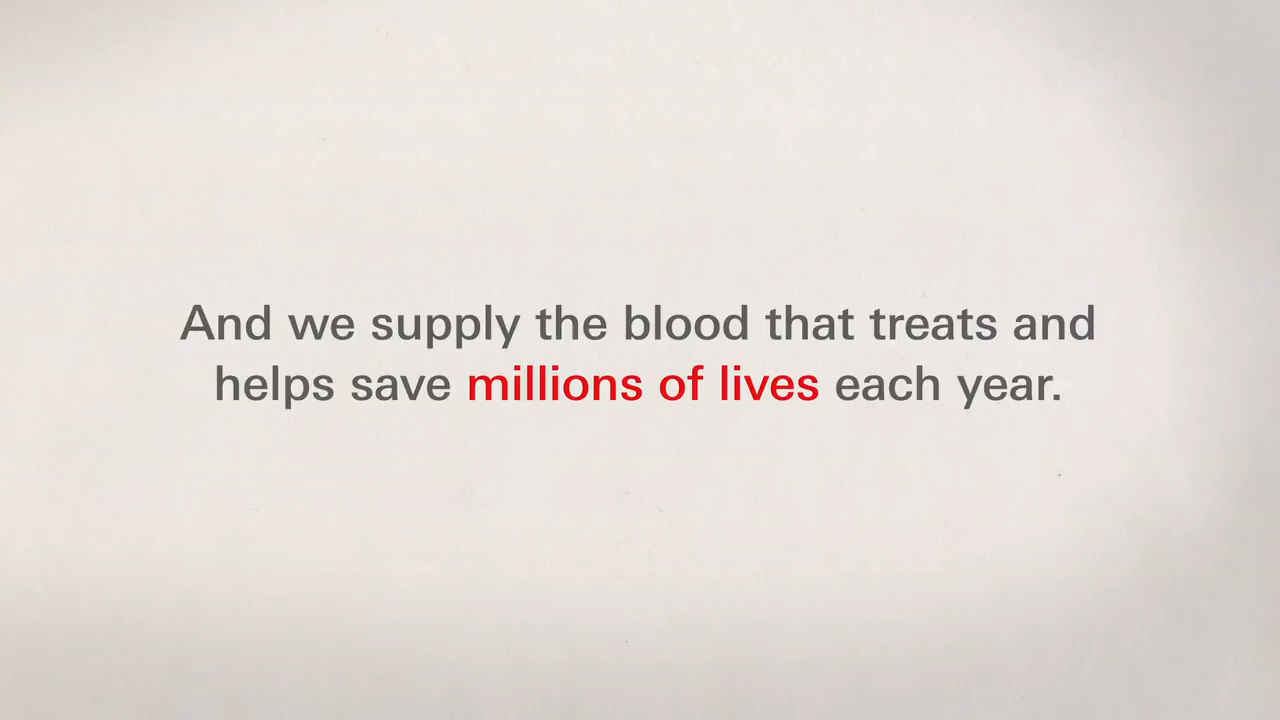 And we supply the blood that treats and
helps save millions of lives each year.